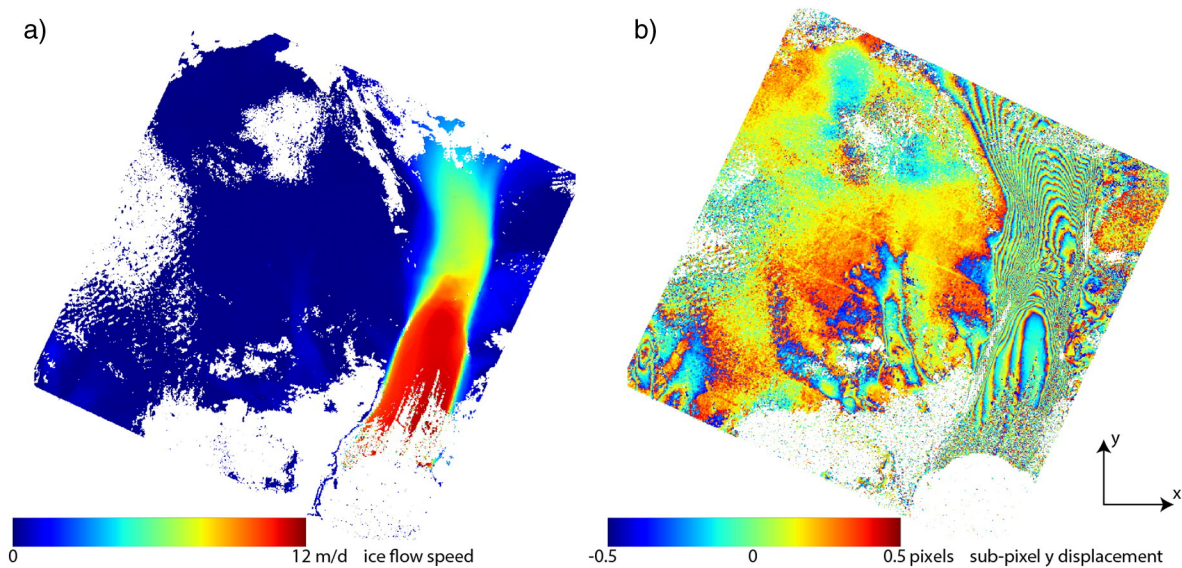 a)
b)
y
x
0
12 m/d ice flow speed
-0.5
0
0.5 pixels sub-pixel y displacement